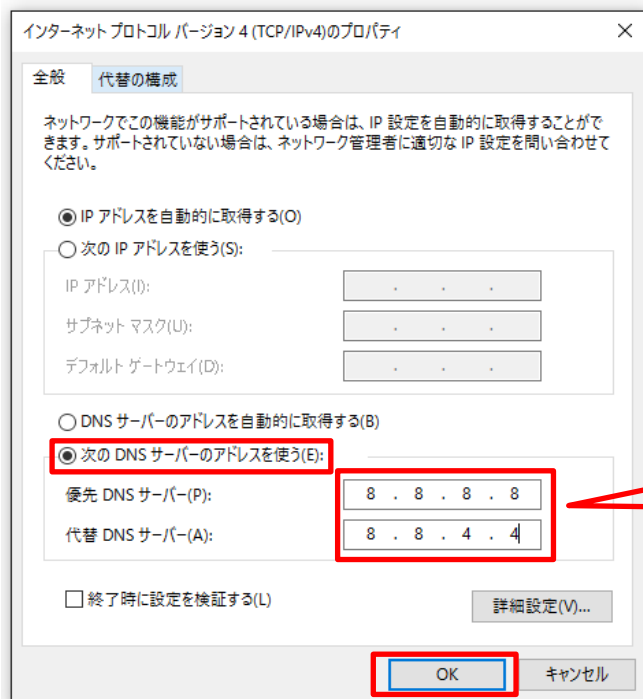 インターネット プロトコル バージョン 4 (TCP/IPv4)のプロパティ
全般
代替の構成
ネットワークでこの機能がサポートされている場合は、IP 設定を自動的に取得することがで
きます。サポートされていない場合は、ネットワーク管理者に適切な IP 設定を問い合わせて
ください。
IP アドレスを自動的に取得する(O)
次の IP アドレスを使う(S):
IP アドレス(I):
サブネット マスク(U):
デフォルト ゲートウェイ(D):
DNS サーバーのアドレスを自動的に取得する(B)
次の DNS サーバーのアドレスを使う(E):
優先 DNS サーバー(P): 8 . 8 . 8 . 8
代替 DNS サーバー(A): 8 . 8 . 4 . 4
終了時に設定を検証する(L)
詳細設定(V)...
OK
キャンセル